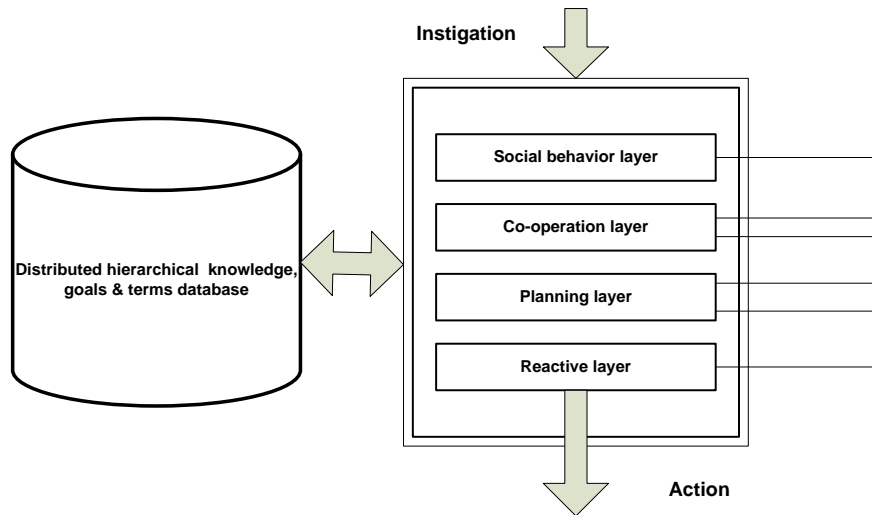 Instigation
Social behavior layer
Co-operation layer
Distributed hierarchical knowledge,
goals & terms database
Planning layer
Reactive layer
Action